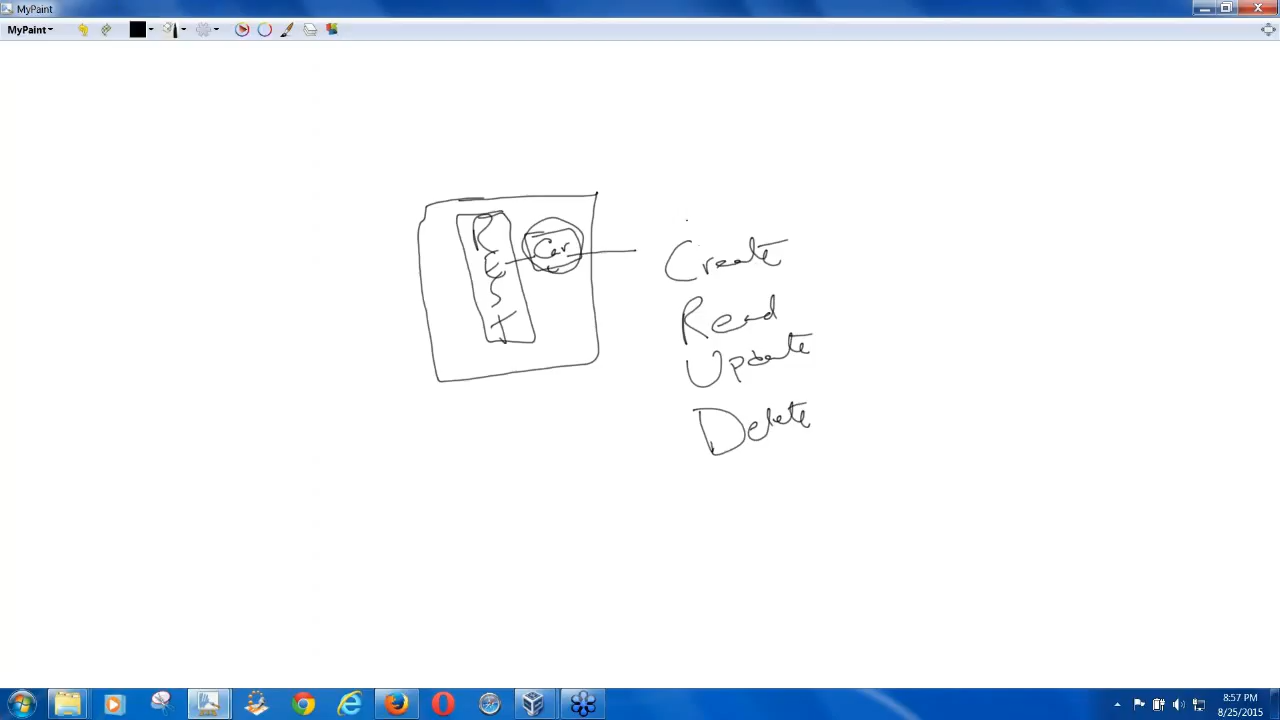 MyPaint
MyPaint
REST
Car
Create
Read
Update
Delete
8:57 PM
8/25/2015